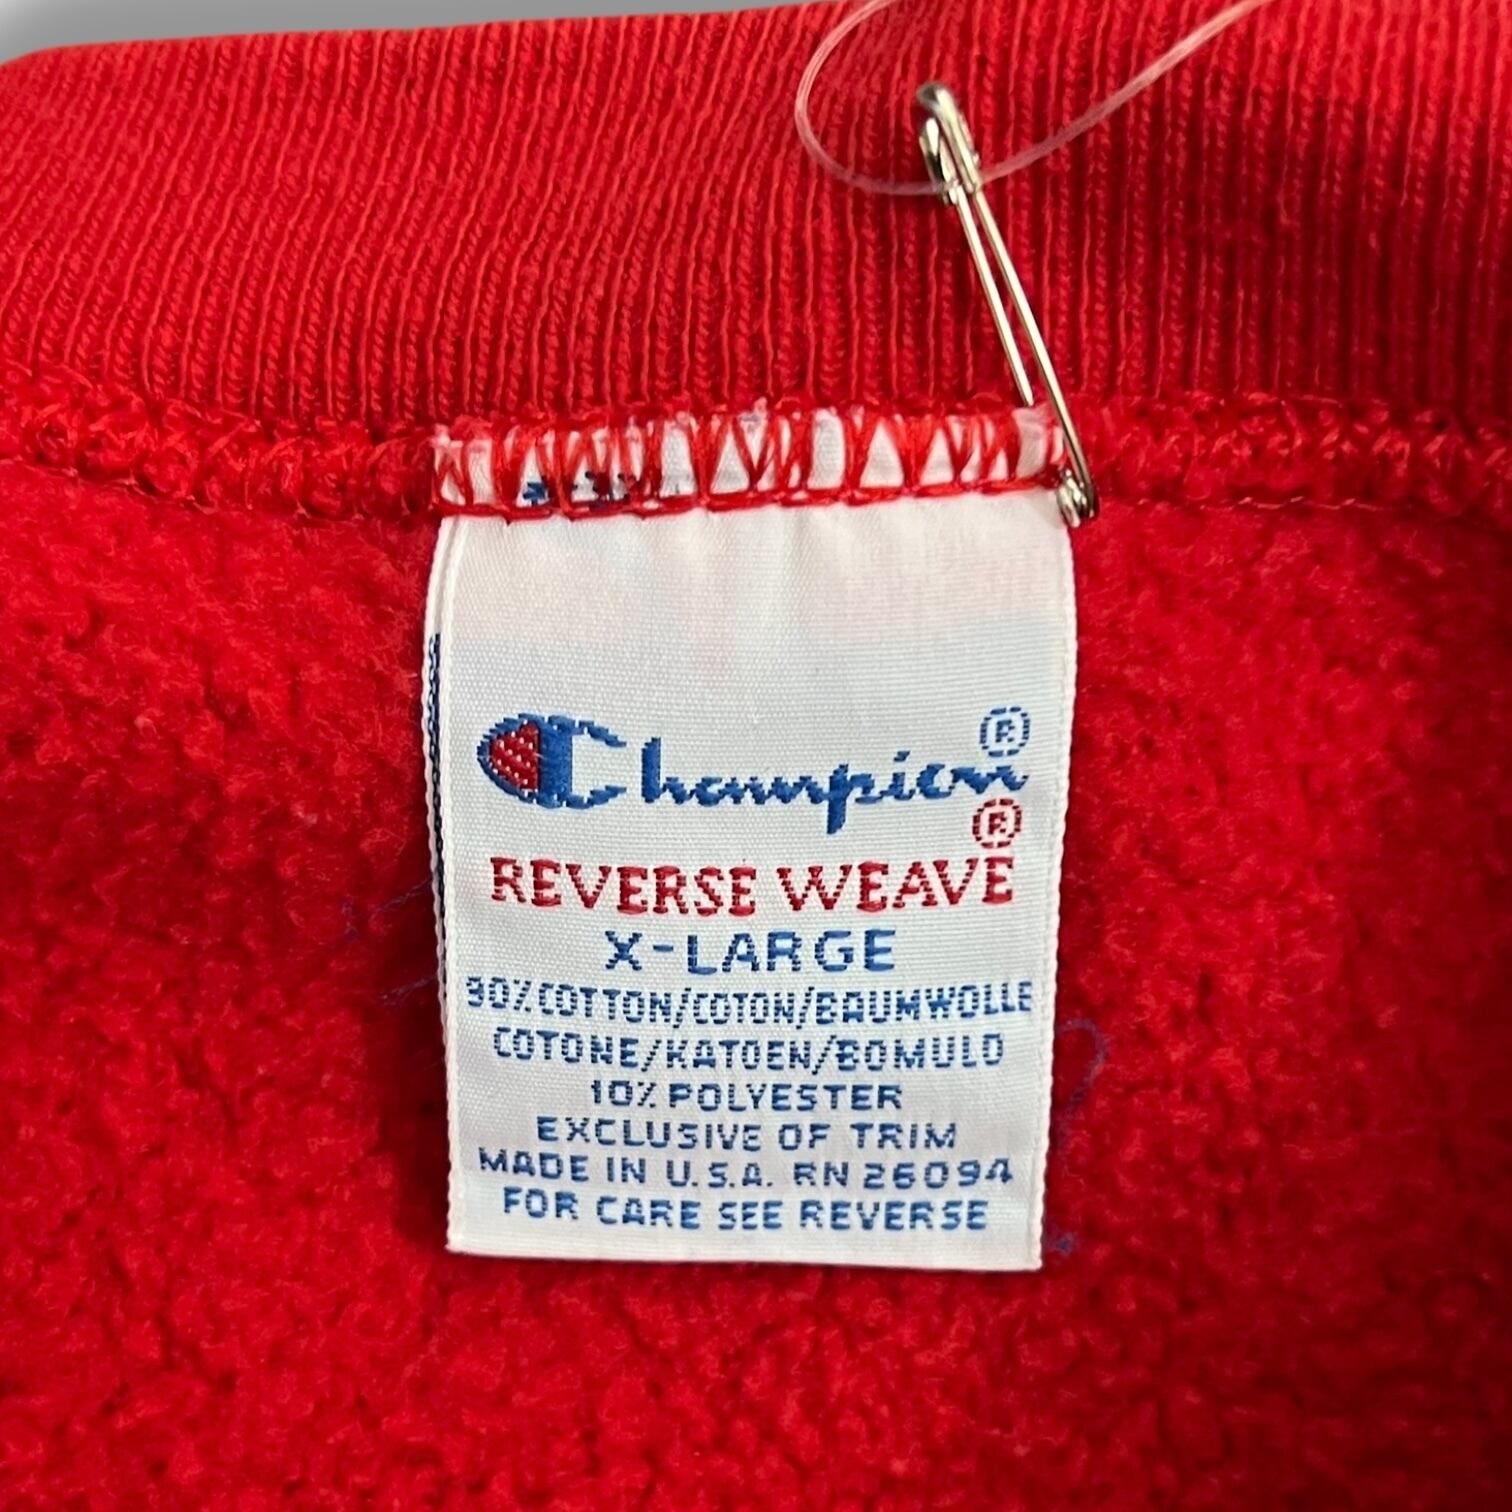 Champion®
REVERSE WEAVE®
X-LARGE
90% COTTON/COTON/BAUMWOLLE
COTONE/KATOEN/BOMULD
10% POLYESTER
EXCLUSIVE OF TRIM
MADE IN U.S.A. RN 26094
FOR CARE SEE REVERSE